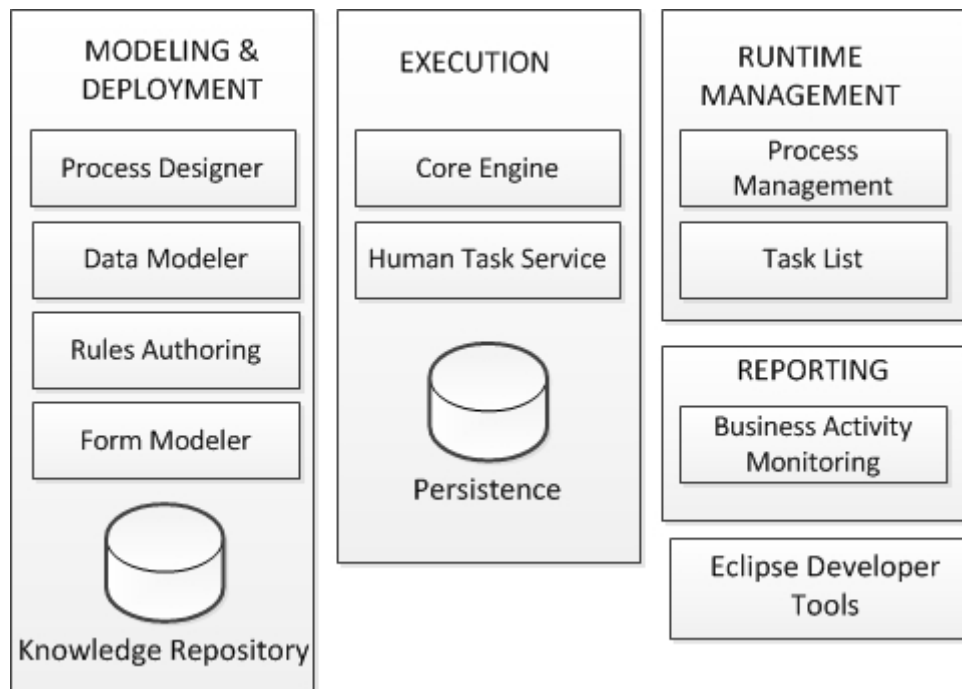 MODELING &
DEPLOYMENT
Process Designer
Data Modeler
Rules Authoring
Form Modeler
Knowledge Repository
EXECUTION
Core Engine
Human Task Service
Persistence
RUNTIME
MANAGEMENT
Process
Management
Task List
REPORTING
Business Activity
Monitoring
Eclipse Developer
Tools